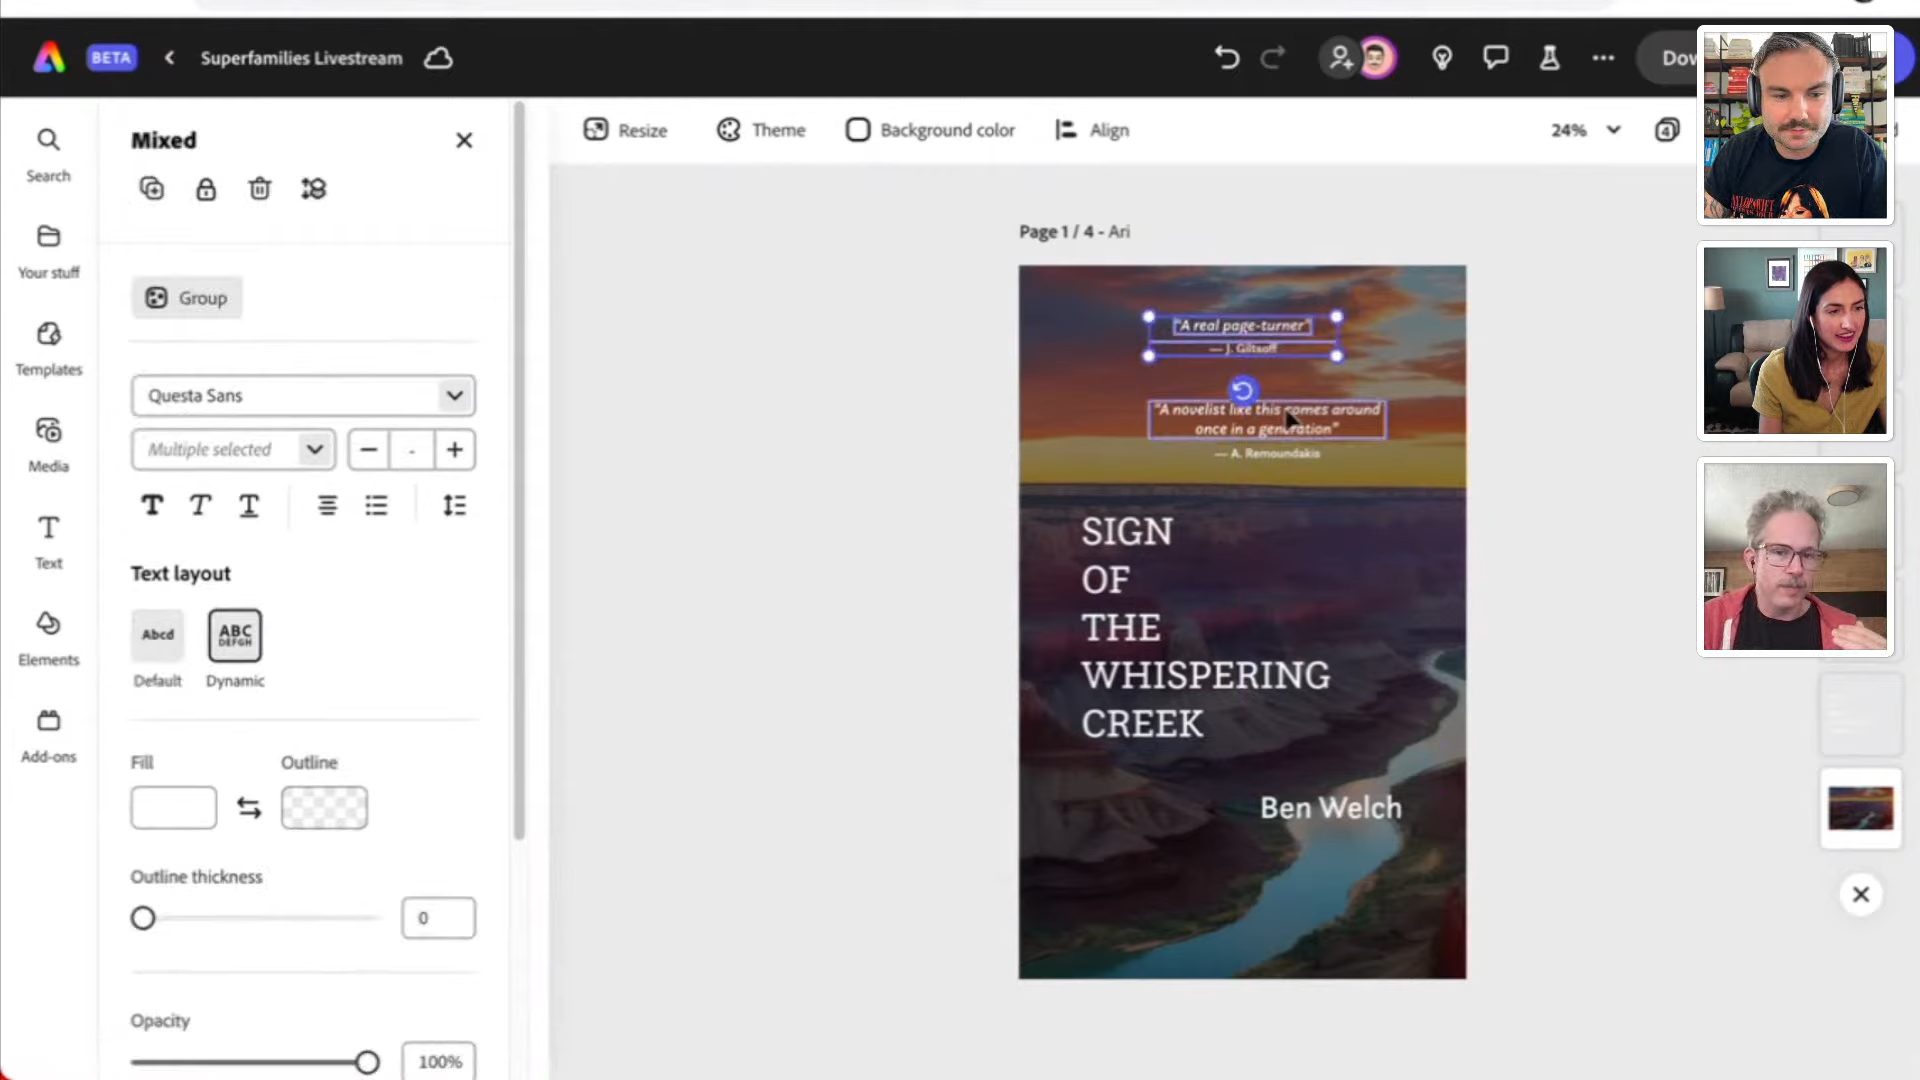 BETA
Superfamilies Livestream
Search
Your stuff
Templates
Media
Text
Elements
Add-ons
Mixed
Group
Questa Sans
Multiple selected
-
T T T
Text layout
Abcd
ABC
DEFGH
Default
Dynamic
Fill
Outline
Outline thickness
0
Opacity
100%
Resize
Theme
Background color
Align
24%
4
Page 1 / 4 - Ari
"A real page-turner"
— J. Giltsoff
"A novelist like this comes around
once in a generation"
— A. Remoundakis
SIGN
OF
THE
WHISPERING
CREEK
Ben Welch